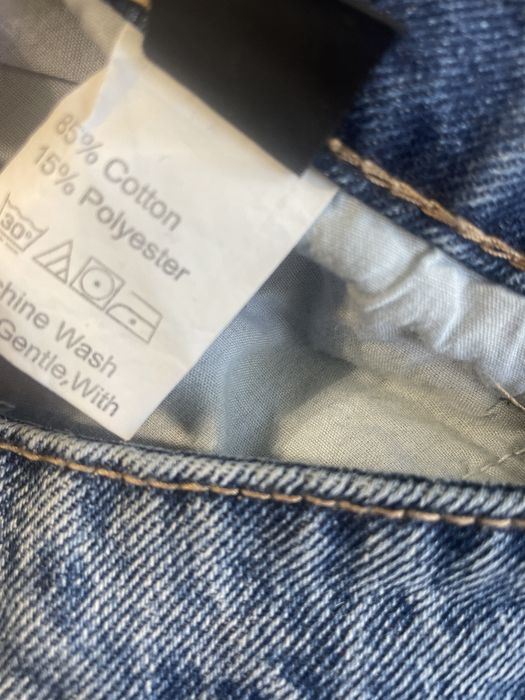 85% Cotton
15% Polyester
30°
chine Wash
Gentle,With